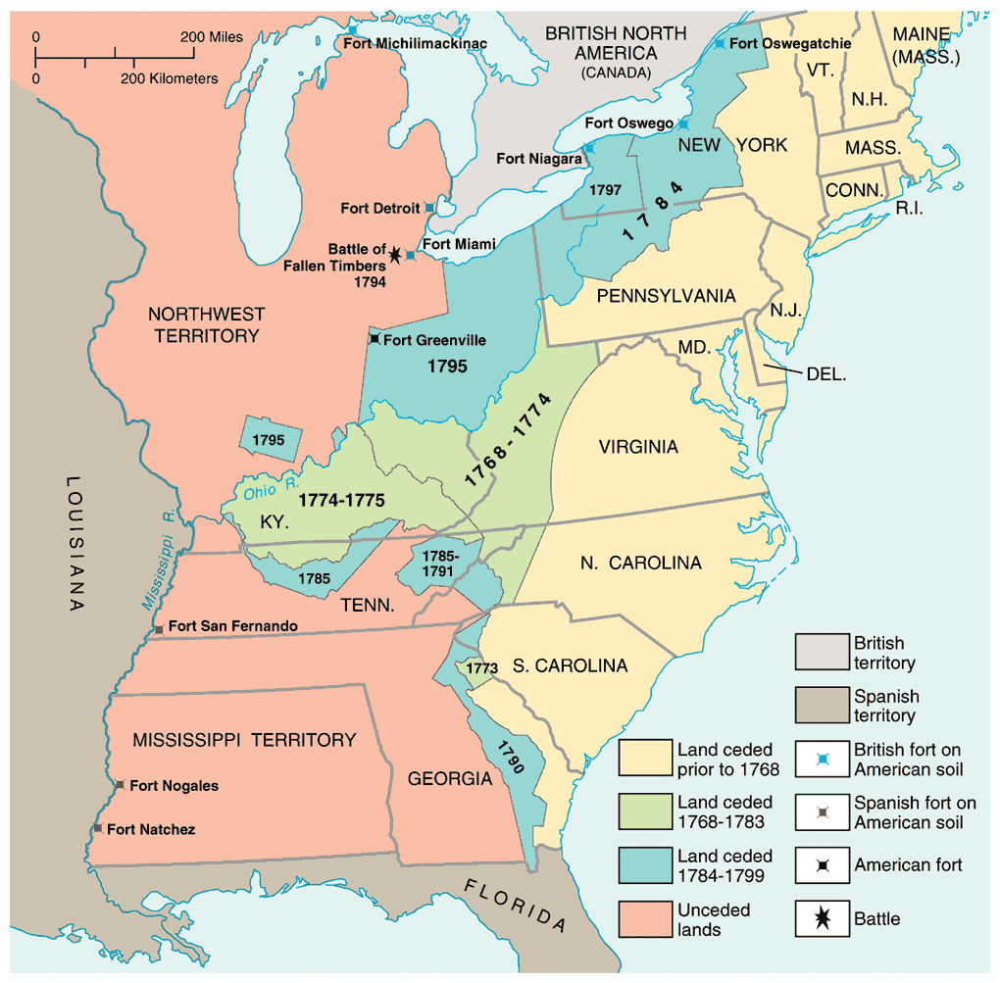 0
200 Miles
0
200 Kilometers
Fort Michilimackinac
BRITISH NORTH
AMERICA
(CANADA)
Fort Oswegatchie
MAINE
(MASS.)
VT.
N.H.
Fort Oswego
NEW YORK
MASS.
Fort Niagara
CONN.
R.I.
1797
1784
Fort Detroit
Fort Miami
Battle of
Fallen Timbers
1794
PENNSYLVANIA
N.J.
NORTHWEST
TERRITORY
Fort Greenville
1795
MD.
DEL.
1768-1774
1795
VIRGINIA
Ohio R.
1774-1775
KY.
LOUISIANA
Mississippi R.
1785
1785-
1791
N. CAROLINA
TENN.
Fort San Fernando
1773
S. CAROLINA
MISSISSIPPI TERRITORY
GEORGIA
1790
Fort Nogales
Fort Natchez
FLORIDA
British
territory
Spanish
territory
Land ceded
prior to 1768
British fort on
American soil
Land ceded
1768-1783
Spanish fort on
American soil
Land ceded
1784-1799
American fort
Unceded
lands
Battle